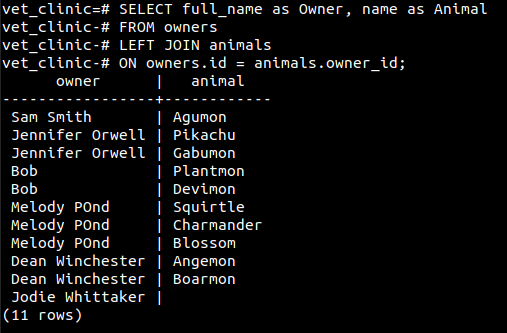 vet_clinic=# SELECT full_name as Owner, name as Animal
vet_clinic-# FROM owners
vet_clinic-# LEFT JOIN animals
vet_clinic-# ON owners.id = animals.owner_id;
      owner       |   animal
------------------+------------
 Sam Smith        | Agumon
 Jennifer Orwell  | Pikachu
 Jennifer Orwell  | Gabumon
 Bob              | Plantmon
 Bob              | Devimon
 Melody POnd      | Squirtle
 Melody POnd      | Charmander
 Melody POnd      | Blossom
 Dean Winchester  | Angemon
 Dean Winchester  | Boarmon
 Jodie Whittaker  |
(11 rows)